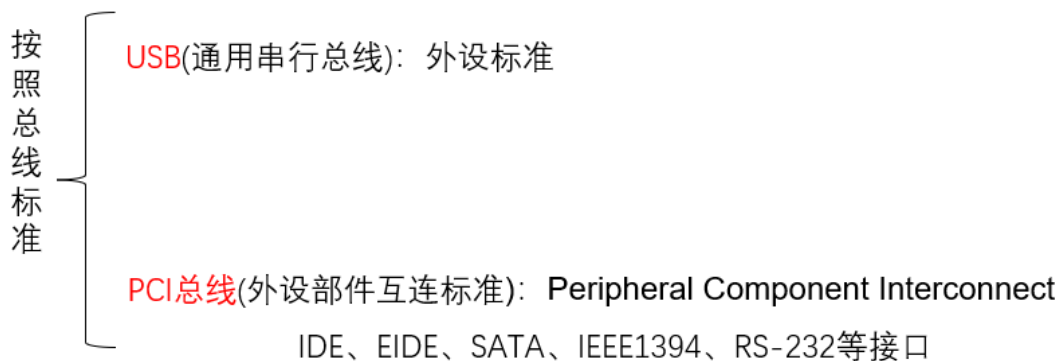 按照总线标准
USB(通用串行总线)：外设标准
PCI总线(外设部件互连标准)：Peripheral Component Interconnect
IDE、EIDE、SATA、IEEE1394、RS-232等接口